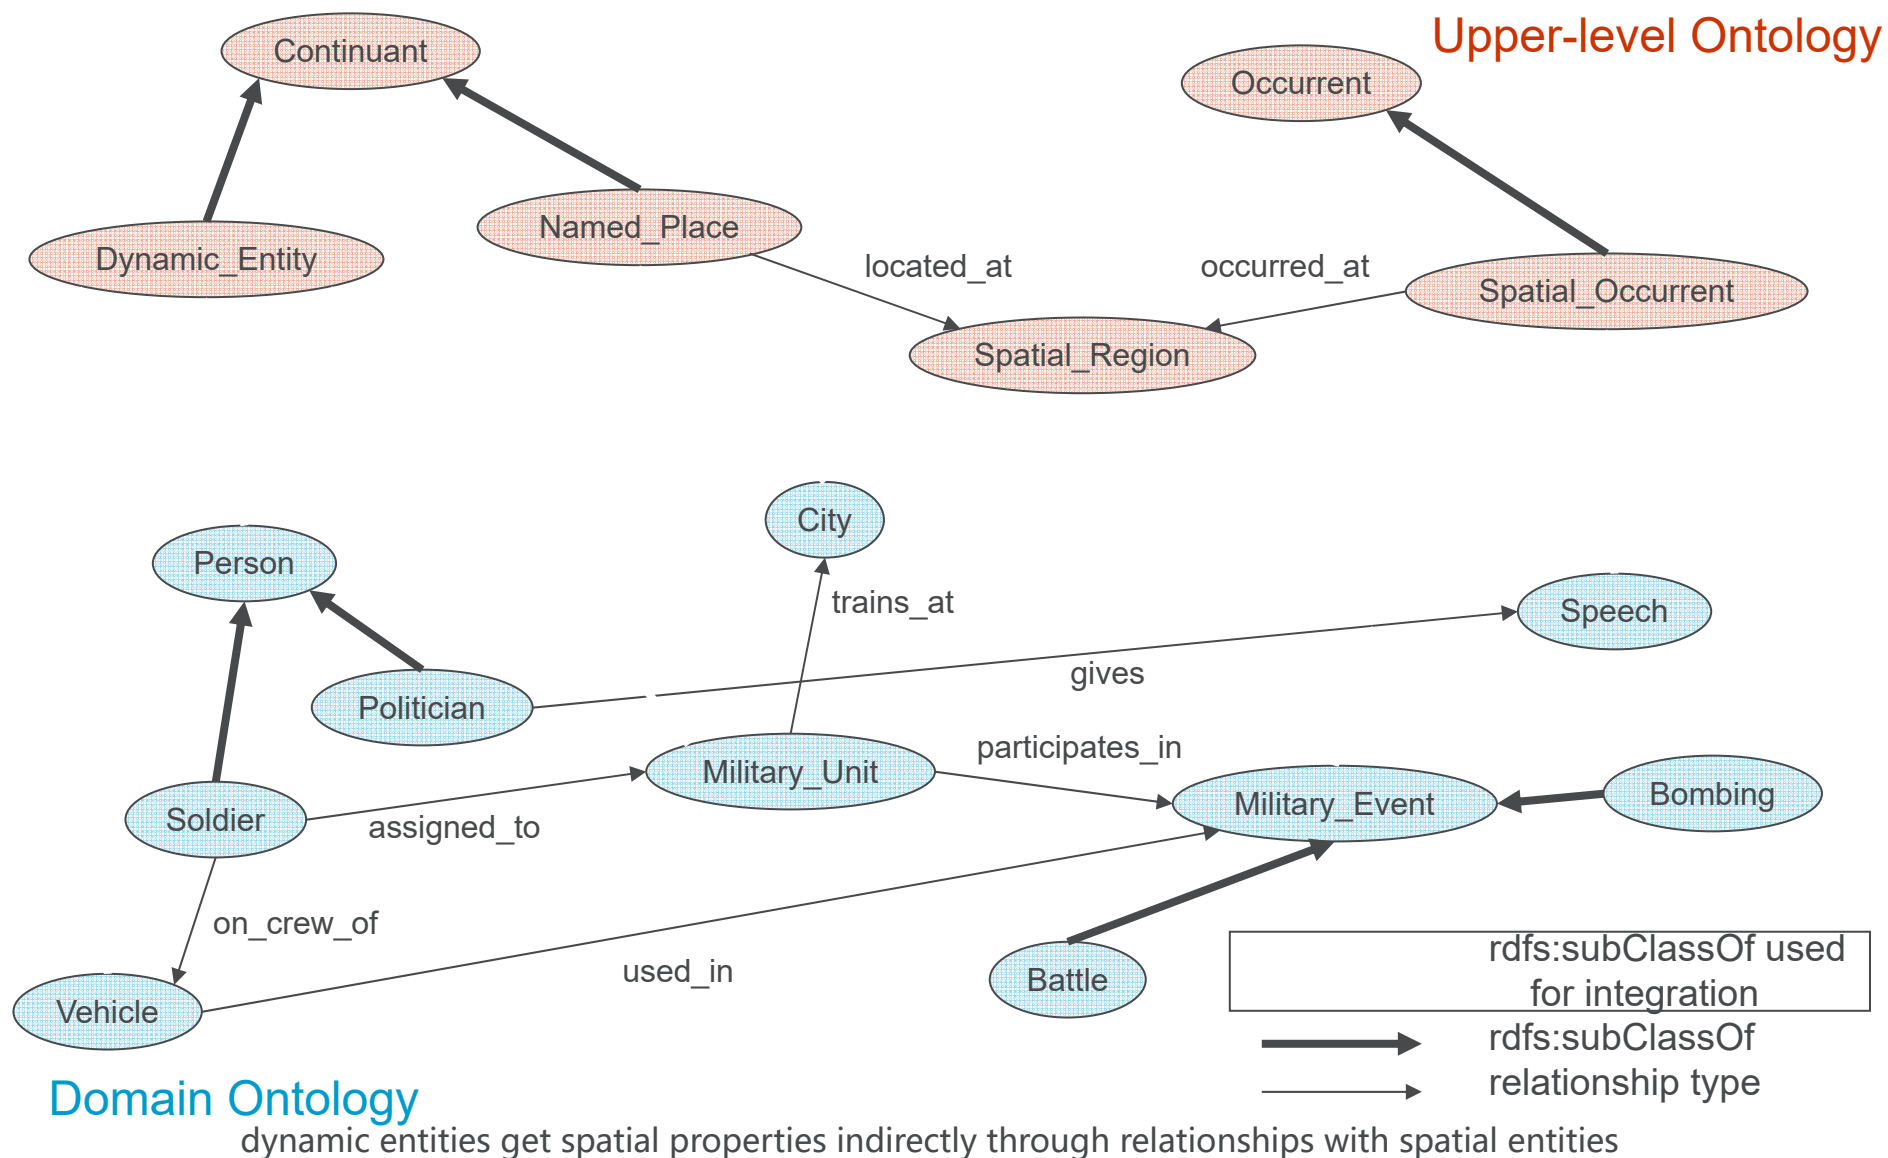 Upper-level Ontology
Continuant
Occurrent
Named_Place
Dynamic_Entity
located_at
occurred_at
Spatial_Occurrent
Spatial_Region
City
Person
trains_at
Speech
gives
Politician
participates_in
Military_Unit
Bombing
Military_Event
Soldier
assigned_to
on_crew_of
used_in
Battle
Vehicle
rdfs:subClassOf used
for integration
rdfs:subClassOf
relationship type
Domain Ontology
dynamic entities get spatial properties indirectly through relationships with spatial entities